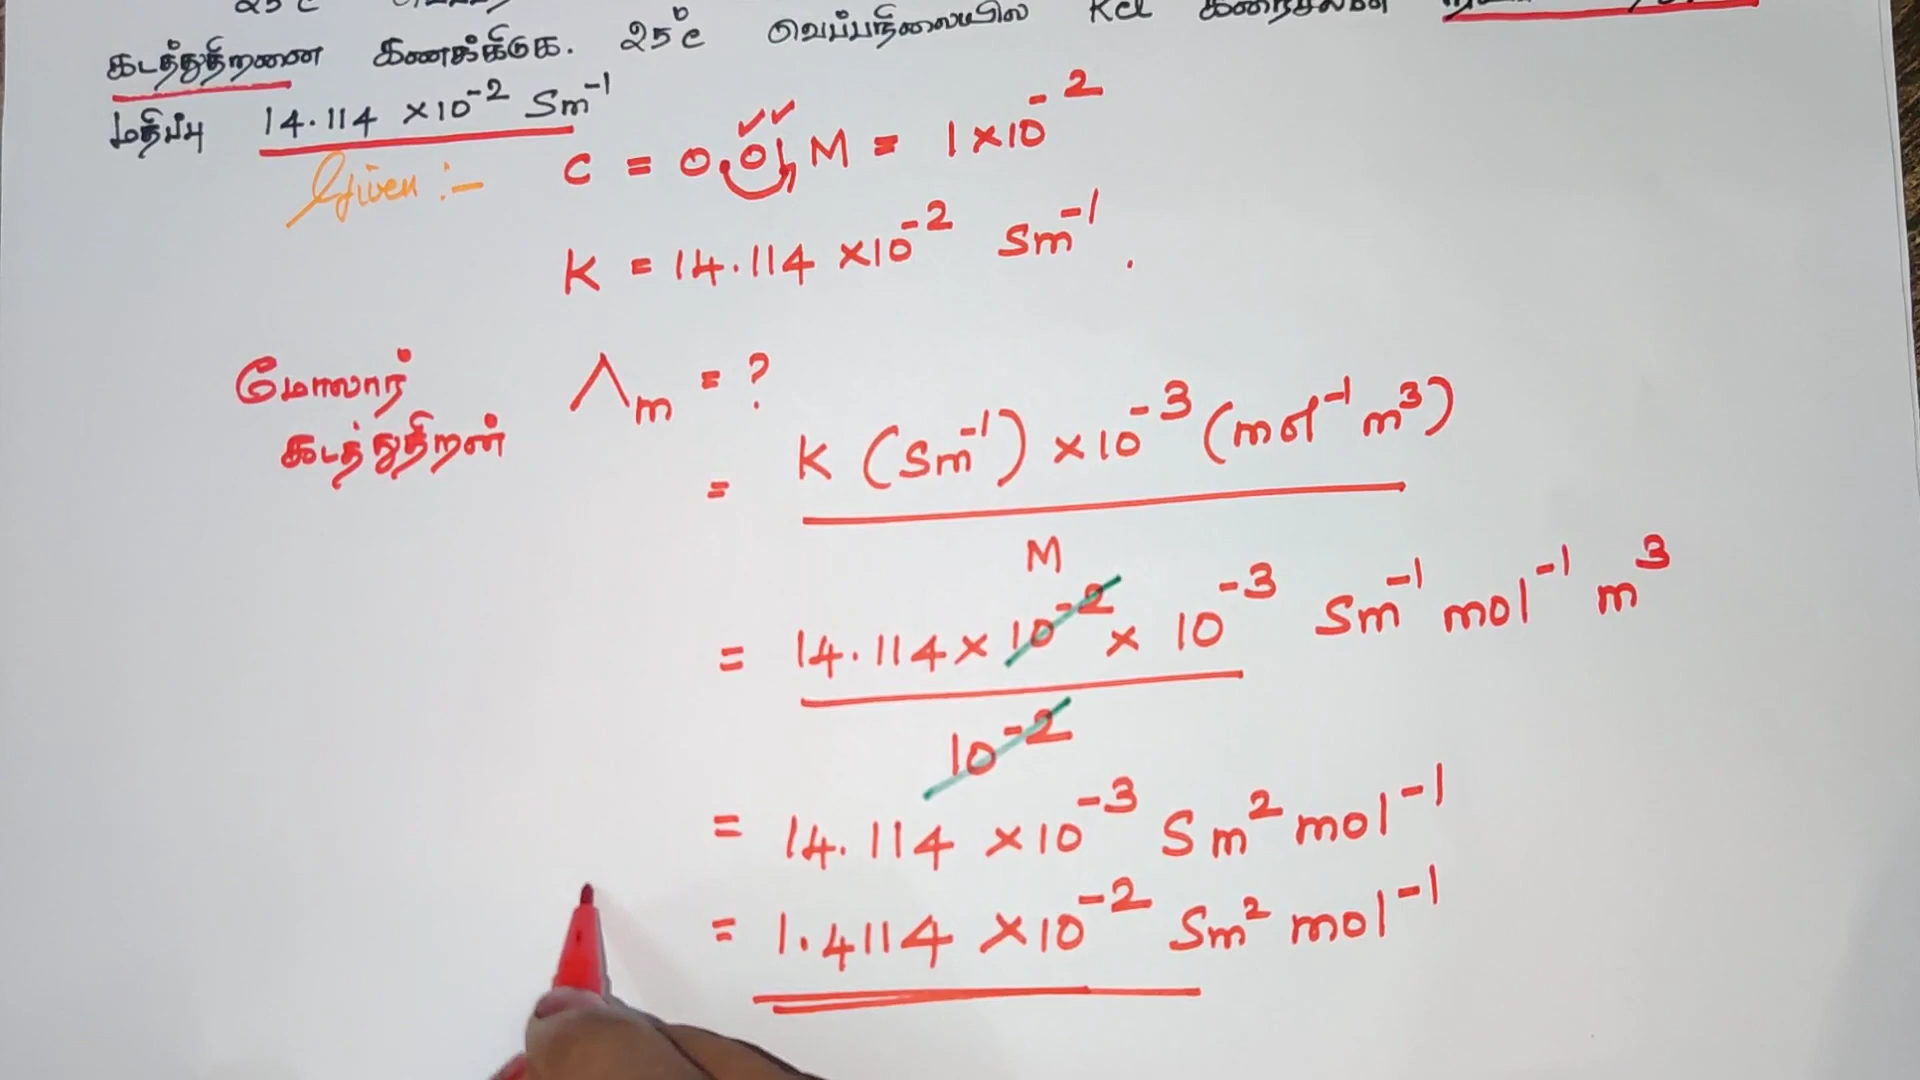 25°C
கடத்துதிறனை கணக்கிடுக. 25°C வெப்பநிலையில் KCl கரைசலின்
மதிப்பு 14.114 ×10⁻² Sm⁻¹
Given :- C = 0.01 M = 1×10⁻²
K = 14.114 ×10⁻² Sm⁻¹.
மோலார் கடத்துதிறன் Λm = ?
= K (Sm⁻¹) ×10⁻³ (mol⁻¹ m³)
M
= 14.114 × 10⁻² × 10⁻³ Sm⁻¹ mol⁻¹ m³
10⁻²
= 14.114 ×10⁻³ Sm² mol⁻¹
= 1.4114 ×10⁻² Sm² mol⁻¹